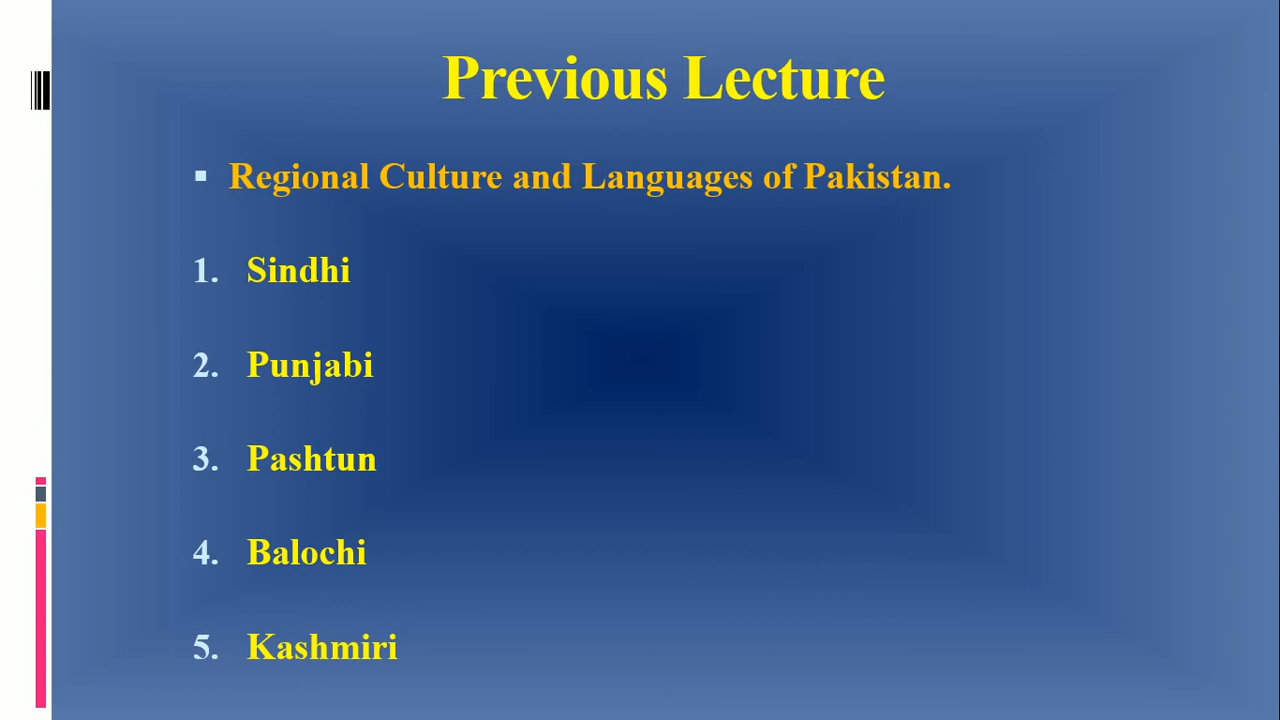 Previous Lecture
▪ Regional Culture and Languages of Pakistan.
1. Sindhi
2. Punjabi
3. Pashtun
4. Balochi
5. Kashmiri